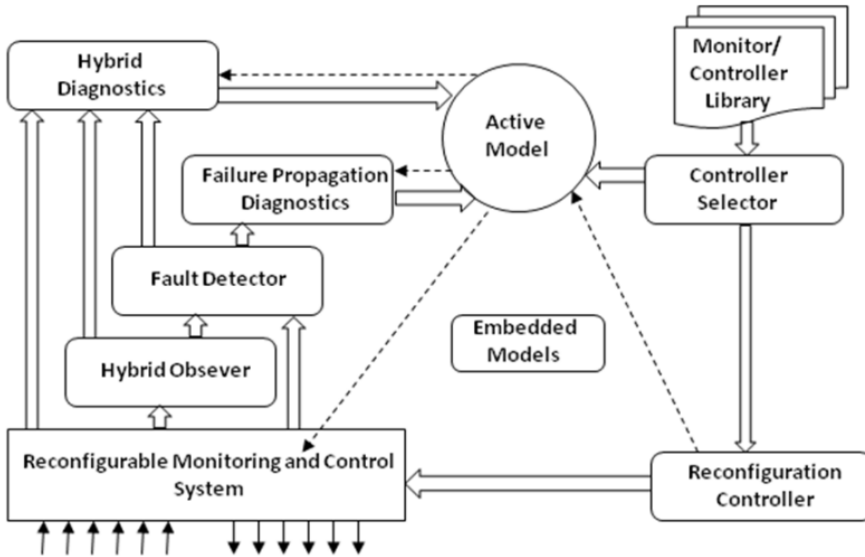 Hybrid
Diagnostics
Monitor/
Controller
Library
Active
Model
Failure Propagation
Diagnostics
Controller
Selector
Fault Detector
Embedded
Models
Hybrid Obsever
Reconfigurable Monitoring and Control
System
Reconfiguration
Controller